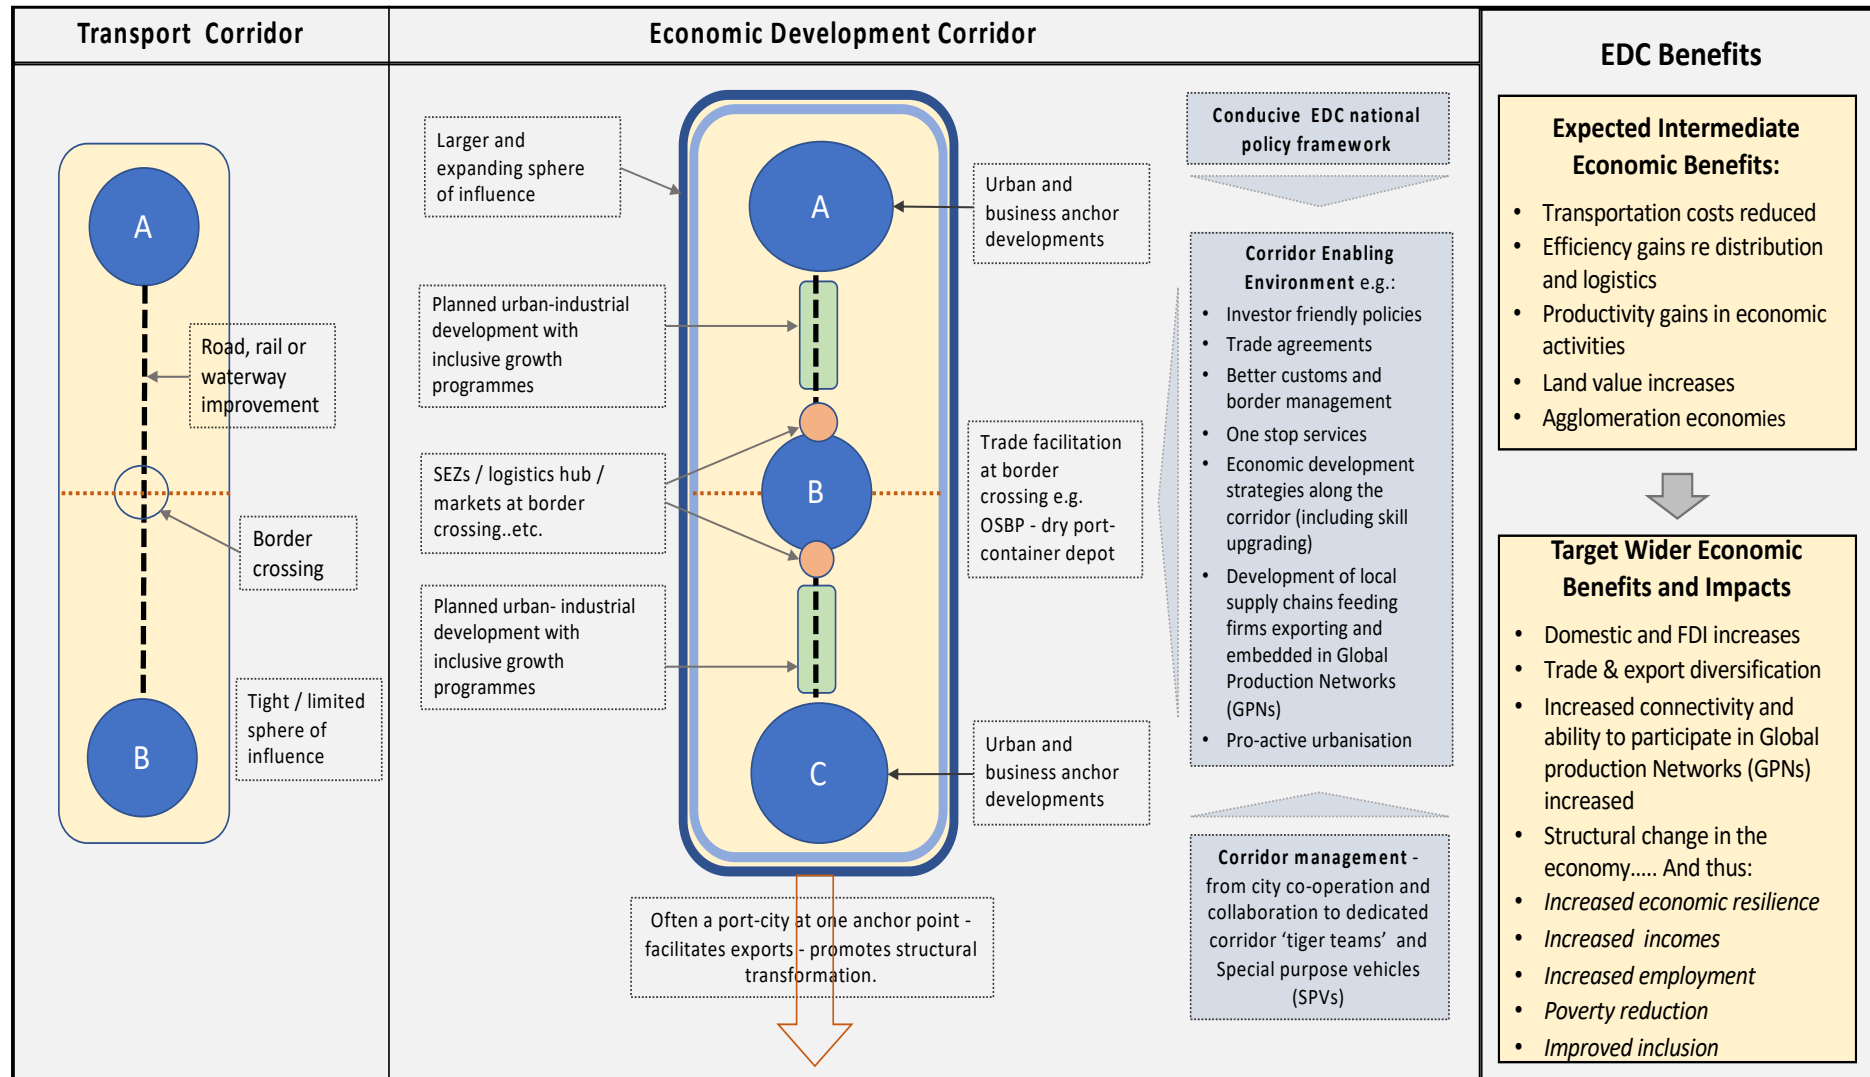 Transport Corridor
A
Road, rail or
waterway
improvement
Border
crossing
Tight / limited
sphere of
influence
B
Economic Development Corridor
Larger and
expanding sphere
of influence
A
Urban and
business anchor
developments
Planned urban-industrial
development with
inclusive growth
programmes
SEZs / logistics hub /
markets at border
crossing..etc.
B
Trade facilitation
at border
crossing e.g.
OSBP - dry port-
container depot
Planned urban- industrial
development with
inclusive growth
programmes
C
Urban and
business anchor
developments
Often a port-city at one anchor point -
facilitates exports - promotes structural
transformation.
Conducive EDC national
policy framework
Corridor Enabling
Environment e.g.:
• Investor friendly policies
• Trade agreements
• Better customs and
border management
• One stop services
• Economic development
strategies along the
corridor (including skill
upgrading)
• Development of local
supply chains feeding
firms exporting and
embedded in Global
Production Networks
(GPNs)
• Pro-active urbanisation
Corridor management -
from city co-operation and
collaboration to dedicated
corridor ‘tiger teams’ and
Special purpose vehicles
(SPVs)
EDC Benefits
Expected Intermediate
Economic Benefits:
• Transportation costs reduced
• Efficiency gains re distribution
and logistics
• Productivity gains in economic
activities
• Land value increases
• Agglomeration economies
Target Wider Economic
Benefits and Impacts
• Domestic and FDI increases
• Trade & export diversification
• Increased connectivity and
ability to participate in Global
production Networks (GPNs)
increased
• Structural change in the
economy..... And thus:
• Increased economic resilience
• Increased incomes
• Increased employment
• Poverty reduction
• Improved inclusion